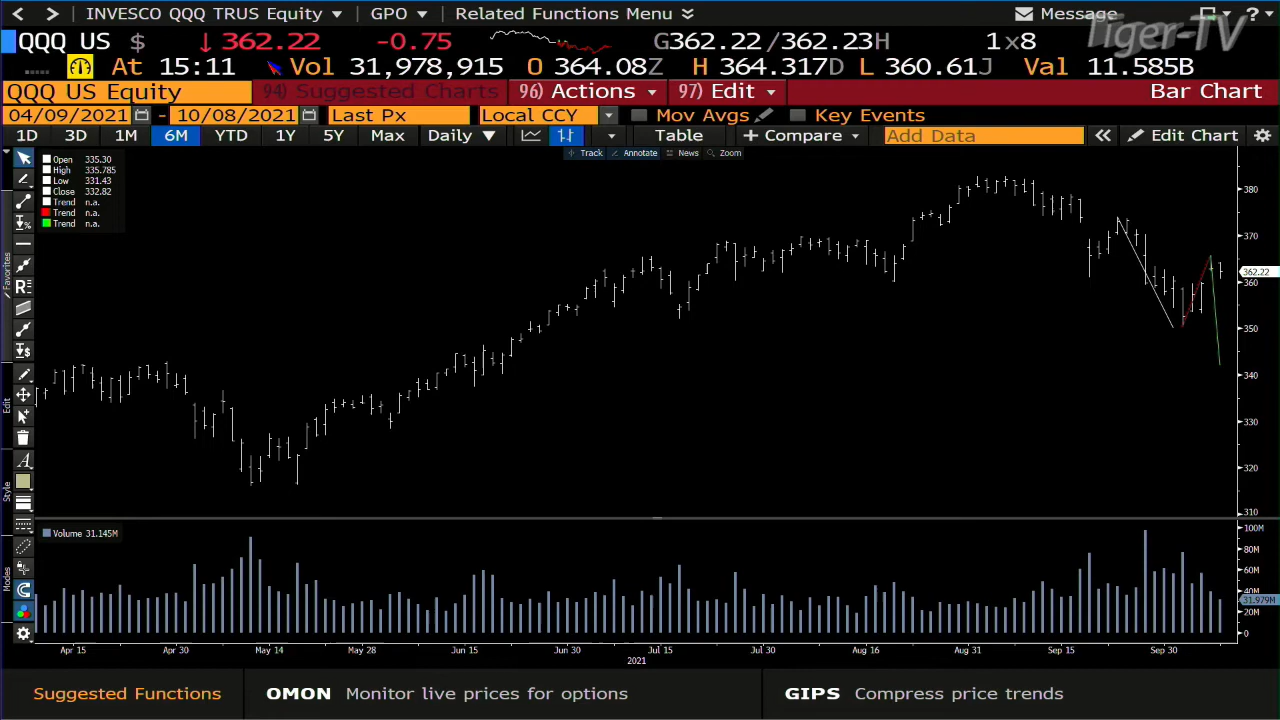 INVESCO QQQ TRUS Equity GPO Related Functions Menu Message ?
Tiger-TV
QQQ US $ ↓362.22 -0.75 G362.22/362.23H 1x8
At 15:11 Vol 31,978,915 O 364.08Z H 364.317D L 360.61J Val 11.585B
QQQ US Equity 94) Suggested Charts 96) Actions 97) Edit Bar Chart
04/09/2021 - 10/08/2021 Last Px Local CCY Mov Avgs Key Events
1D 3D 1M 6M YTD 1Y 5Y Max Daily ▼ Table + Compare Add Data « Edit Chart
Track Annotate News Zoom
Open 335.30
High 335.785
Low 331.43
Close 332.82
Trend n.a.
Trend n.a.
Trend n.a.
Favorites
Edit
Style
Modes
380
370
362.22
360
350
340
330
320
310
Volume 31.145M
100M
80M
60M
40M
31.979M
20M
0
Apr 15 Apr 30 May 14 May 28 Jun 15 Jun 30 Jul 15 Jul 30 Aug 16 Aug 31 Sep 15 Sep 30
2021
Suggested Functions OMON Monitor live prices for options GIPS Compress price trends